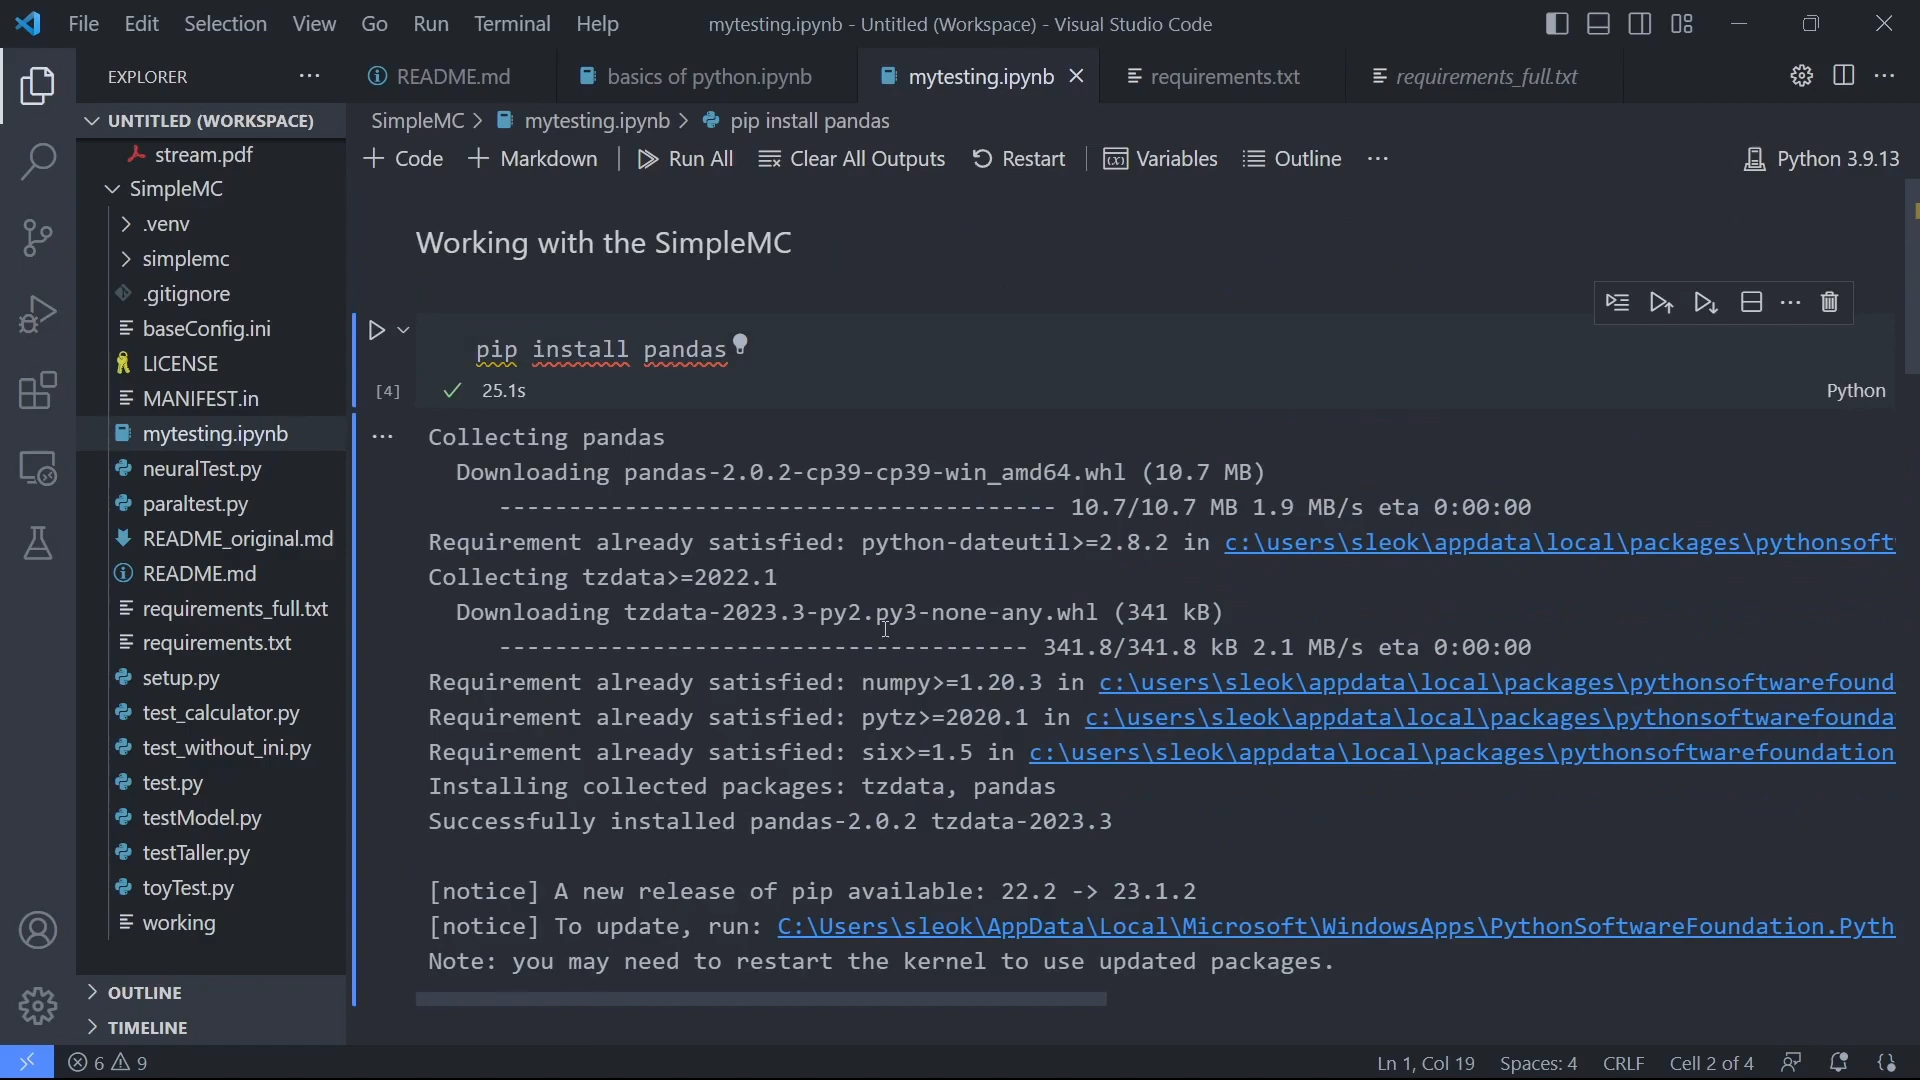 File Edit Selection View Go Run Terminal Help
mytesting.ipynb - Untitled (Workspace) - Visual Studio Code
EXPLORER
README.md
basics of python.ipynb
mytesting.ipynb
requirements.txt
requirements_full.txt
UNTITLED (WORKSPACE)
stream.pdf
SimpleMC
.venv
simplemc
.gitignore
baseConfig.ini
LICENSE
MANIFEST.in
mytesting.ipynb
neuralTest.py
paraltest.py
README_original.md
README.md
requirements_full.txt
requirements.txt
setup.py
test_calculator.py
test_without_ini.py
test.py
testModel.py
testTaller.py
toyTest.py
working
OUTLINE
TIMELINE
SimpleMC > mytesting.ipynb > pip install pandas
+ Code + Markdown | Run All Clear All Outputs Restart | Variables Outline ...
Python 3.9.13
Working with the SimpleMC
pip install pandas
[4] ✓ 25.1s
Python
Collecting pandas
Downloading pandas-2.0.2-cp39-cp39-win_amd64.whl (10.7 MB)
---------------------------------------- 10.7/10.7 MB 1.9 MB/s eta 0:00:00
Requirement already satisfied: python-dateutil>=2.8.2 in c:\users\sleok\appdata\local\packages\pythonsoft
Collecting tzdata>=2022.1
Downloading tzdata-2023.3-py2.py3-none-any.whl (341 kB)
-------------------------------------- 341.8/341.8 kB 2.1 MB/s eta 0:00:00
Requirement already satisfied: numpy>=1.20.3 in c:\users\sleok\appdata\local\packages\pythonsoftwarefound
Requirement already satisfied: pytz>=2020.1 in c:\users\sleok\appdata\local\packages\pythonsoftwarefounda
Requirement already satisfied: six>=1.5 in c:\users\sleok\appdata\local\packages\pythonsoftwarefoundation
Installing collected packages: tzdata, pandas
Successfully installed pandas-2.0.2 tzdata-2023.3
[notice] A new release of pip available: 22.2 -> 23.1.2
[notice] To update, run: C:\Users\sleok\AppData\Local\Microsoft\WindowsApps\PythonSoftwareFoundation.Pyth
Note: you may need to restart the kernel to use updated packages.
6 9
Ln 1, Col 19 Spaces: 4 CRLF Cell 2 of 4